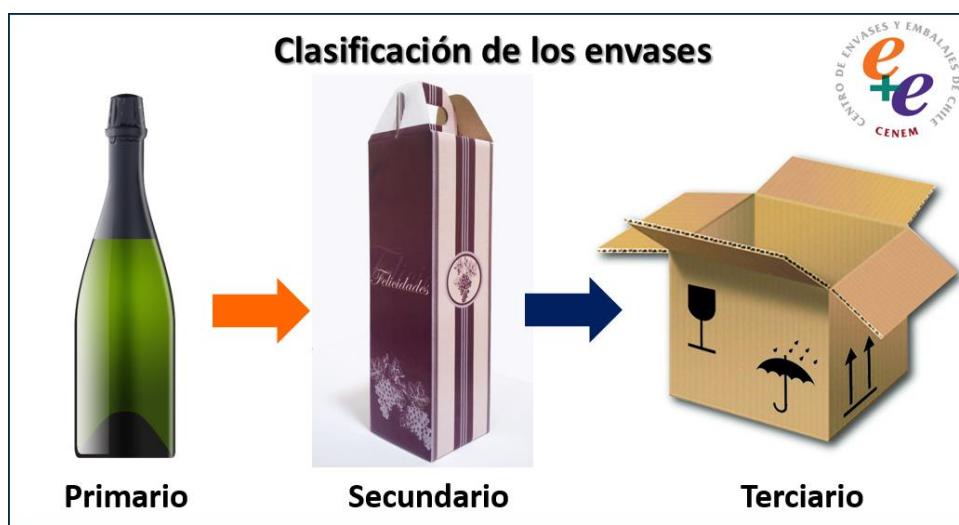 Clasificación de los envases
CENTRO DE ENVASES Y EMBALAJES DE CHILE
e+e
CENEM
Felicidades
Primario
Secundario
Terciario